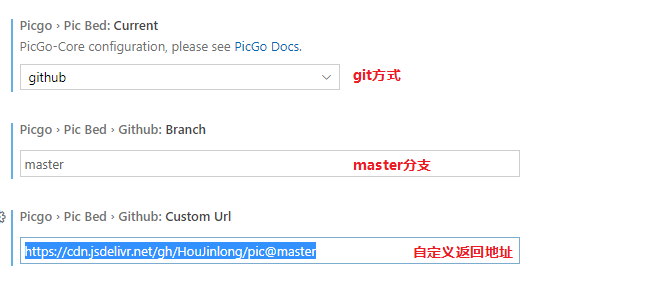 Picgo › Pic Bed: Current
PicGo-Core configuration, please see PicGo Docs.
github git方式
Picgo › Pic Bed › Github: Branch
master master分支
Picgo › Pic Bed › Github: Custom Url
https://cdn.jsdelivr.net/gh/HouJinlong/pic@master 自定义返回地址